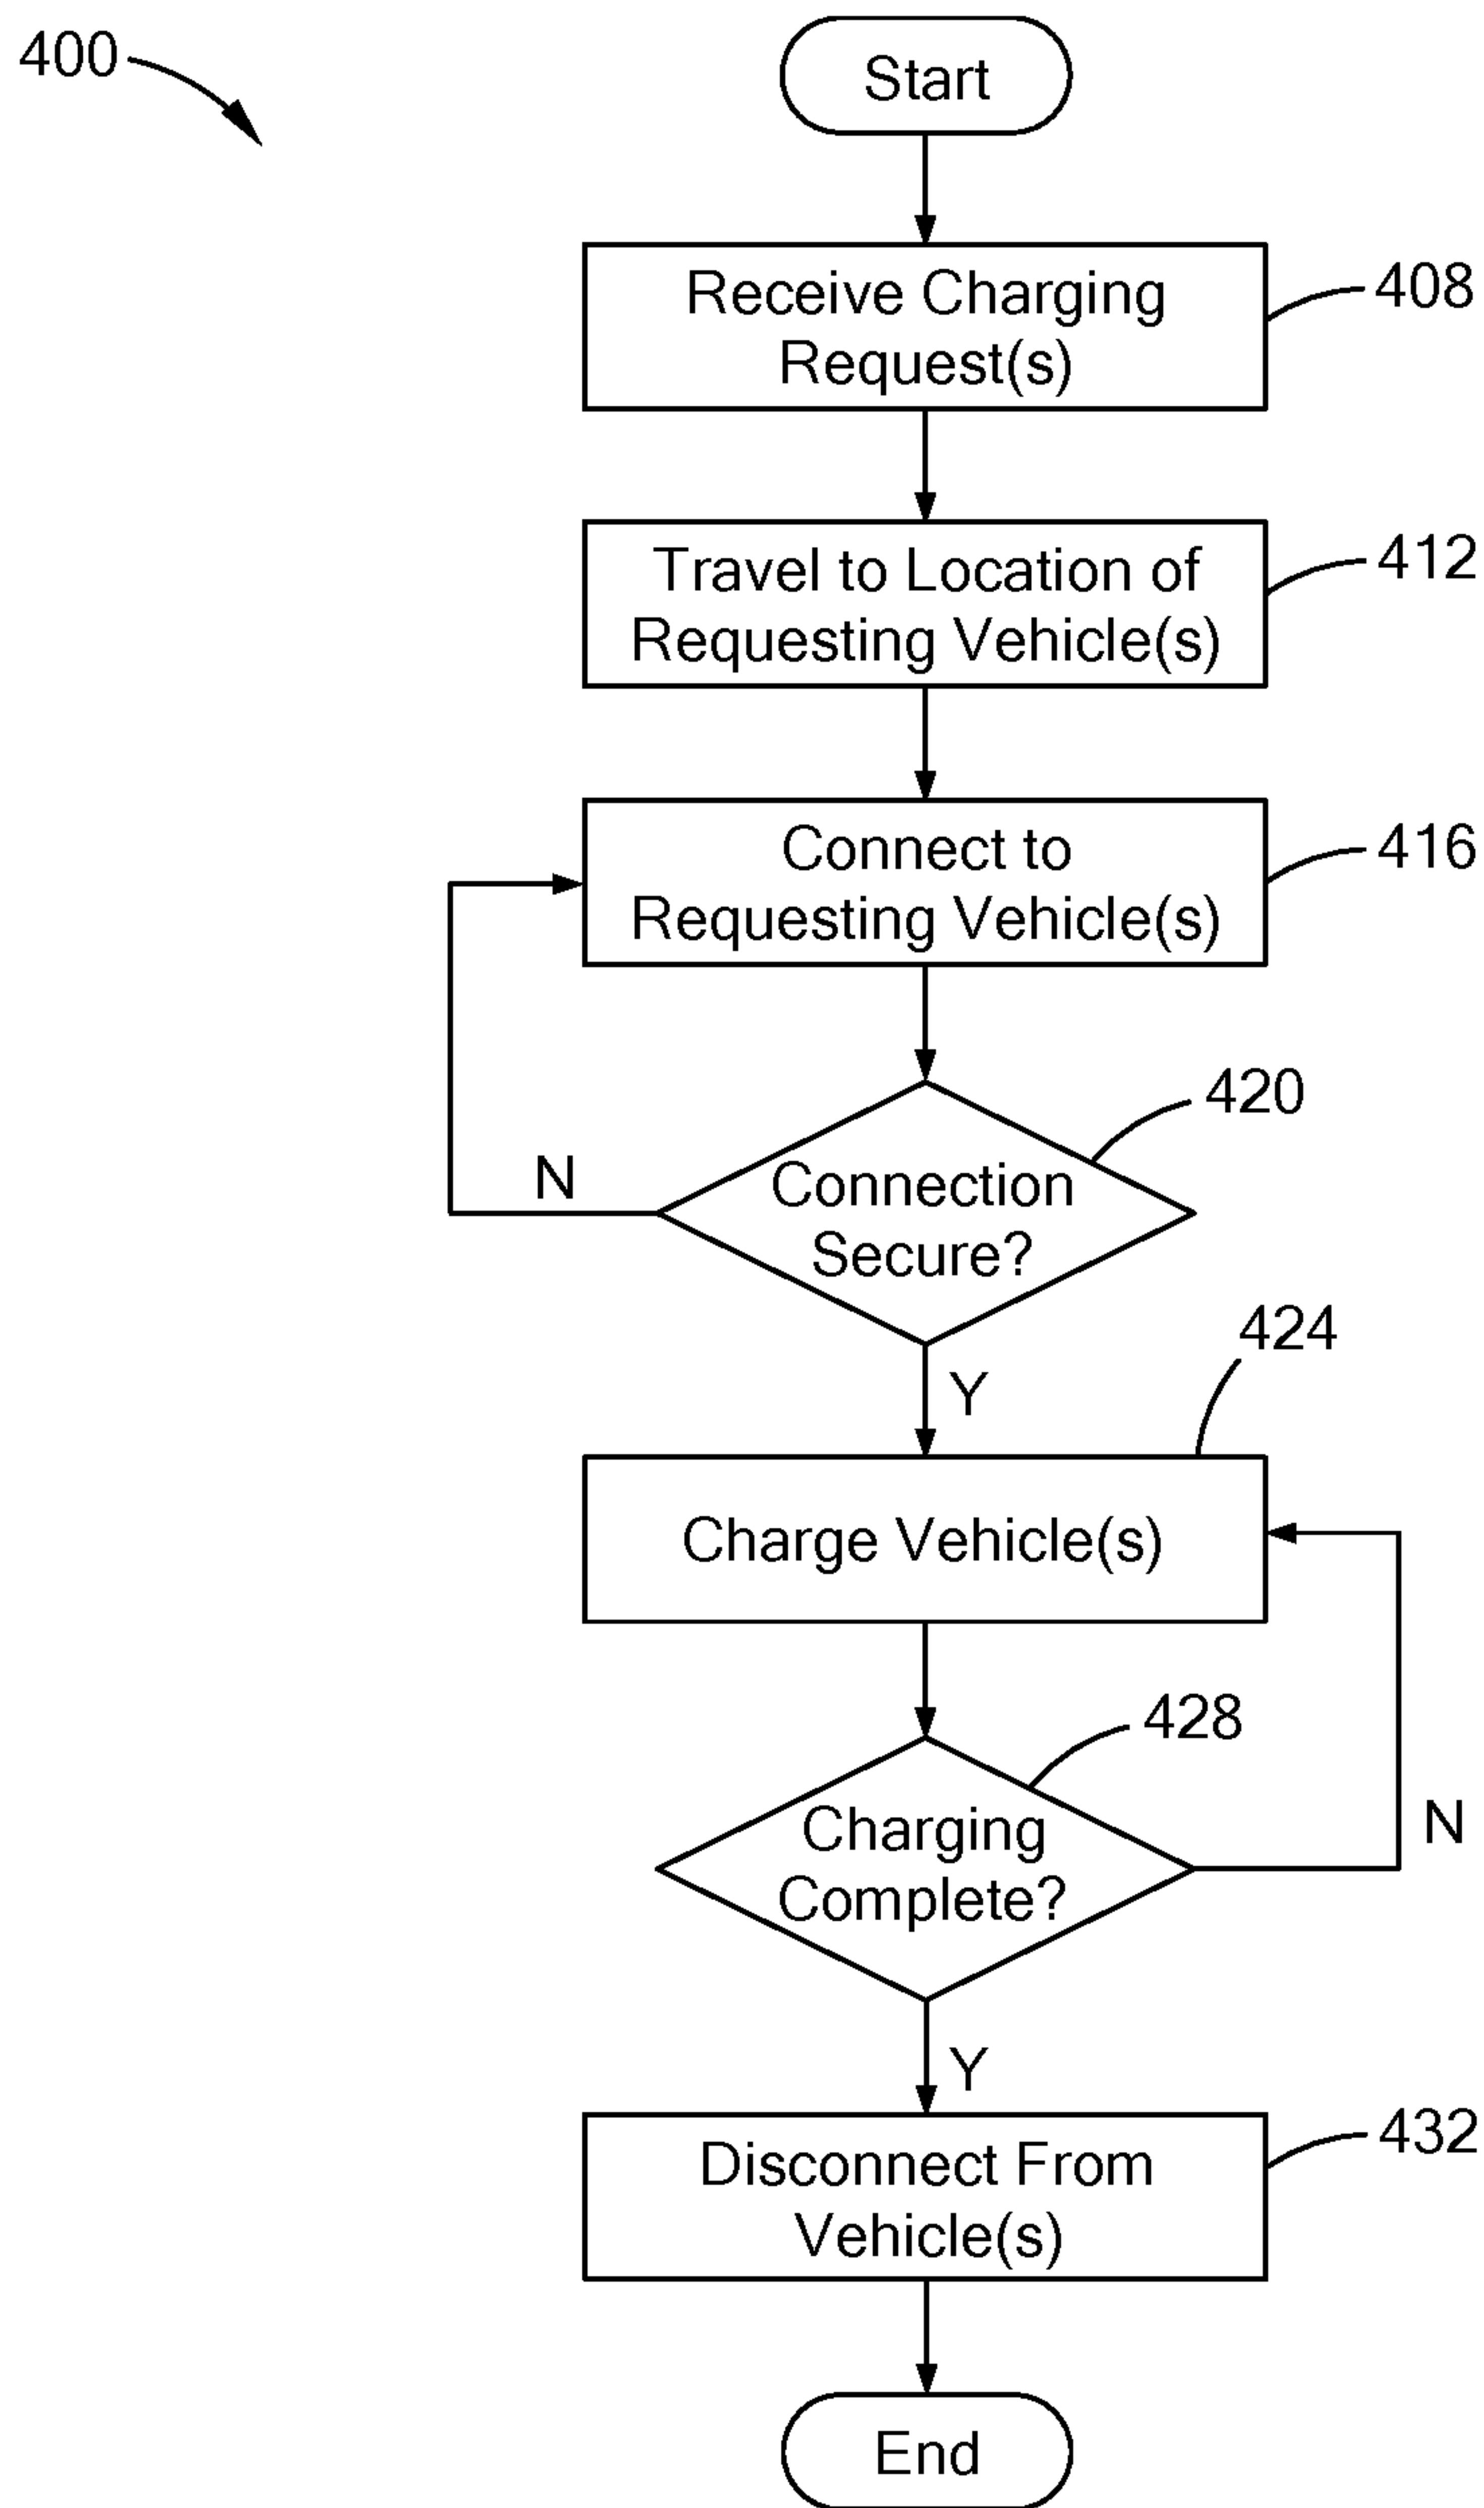 400
Start
Receive Charging
Request(s)
408
Travel to Location of
Requesting Vehicle(s)
412
Connect to
Requesting Vehicle(s)
416
420
Connection
Secure?
N
Y
424
Charge Vehicle(s)
428
Charging
Complete?
N
Y
Disconnect From
Vehicle(s)
432
End